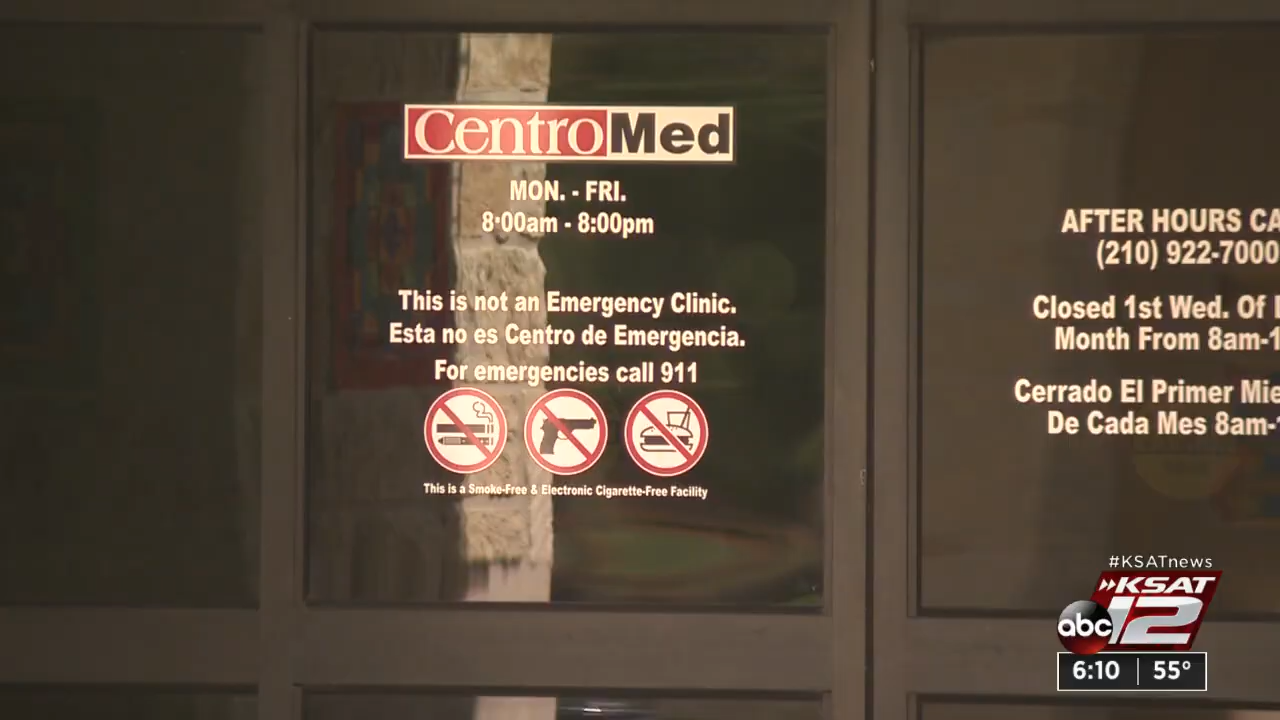 CentroMed
MON. - FRI.
8:00am - 8:00pm
This is not an Emergency Clinic.
Esta no es Centro de Emergencia.
For emergencies call 911
This is a Smoke-Free & Electronic Cigarette-Free Facility
AFTER HOURS
(210) 922-7000
Closed 1st Wed. Of
Month From 8am-
Cerrado El Primer
De Cada Mes 8am-
#KSATnews
KSAT
abc 12
6:10 55°